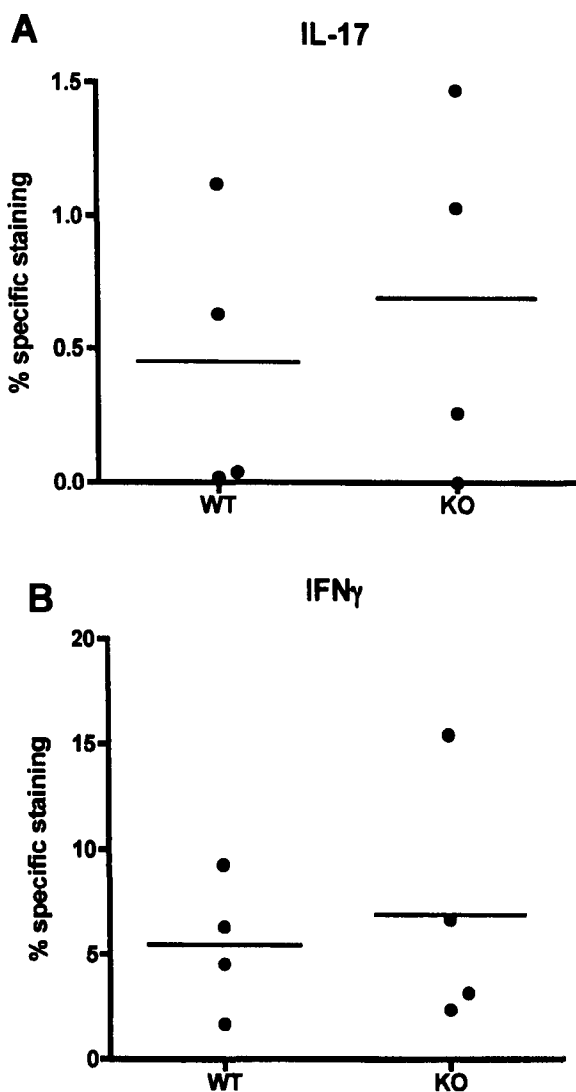 A
IL-17
% specific staining
1.5
1.0
0.5
0.0
WT KO
B
IFNγ
% specific staining
20
15
10
5
0
WT KO